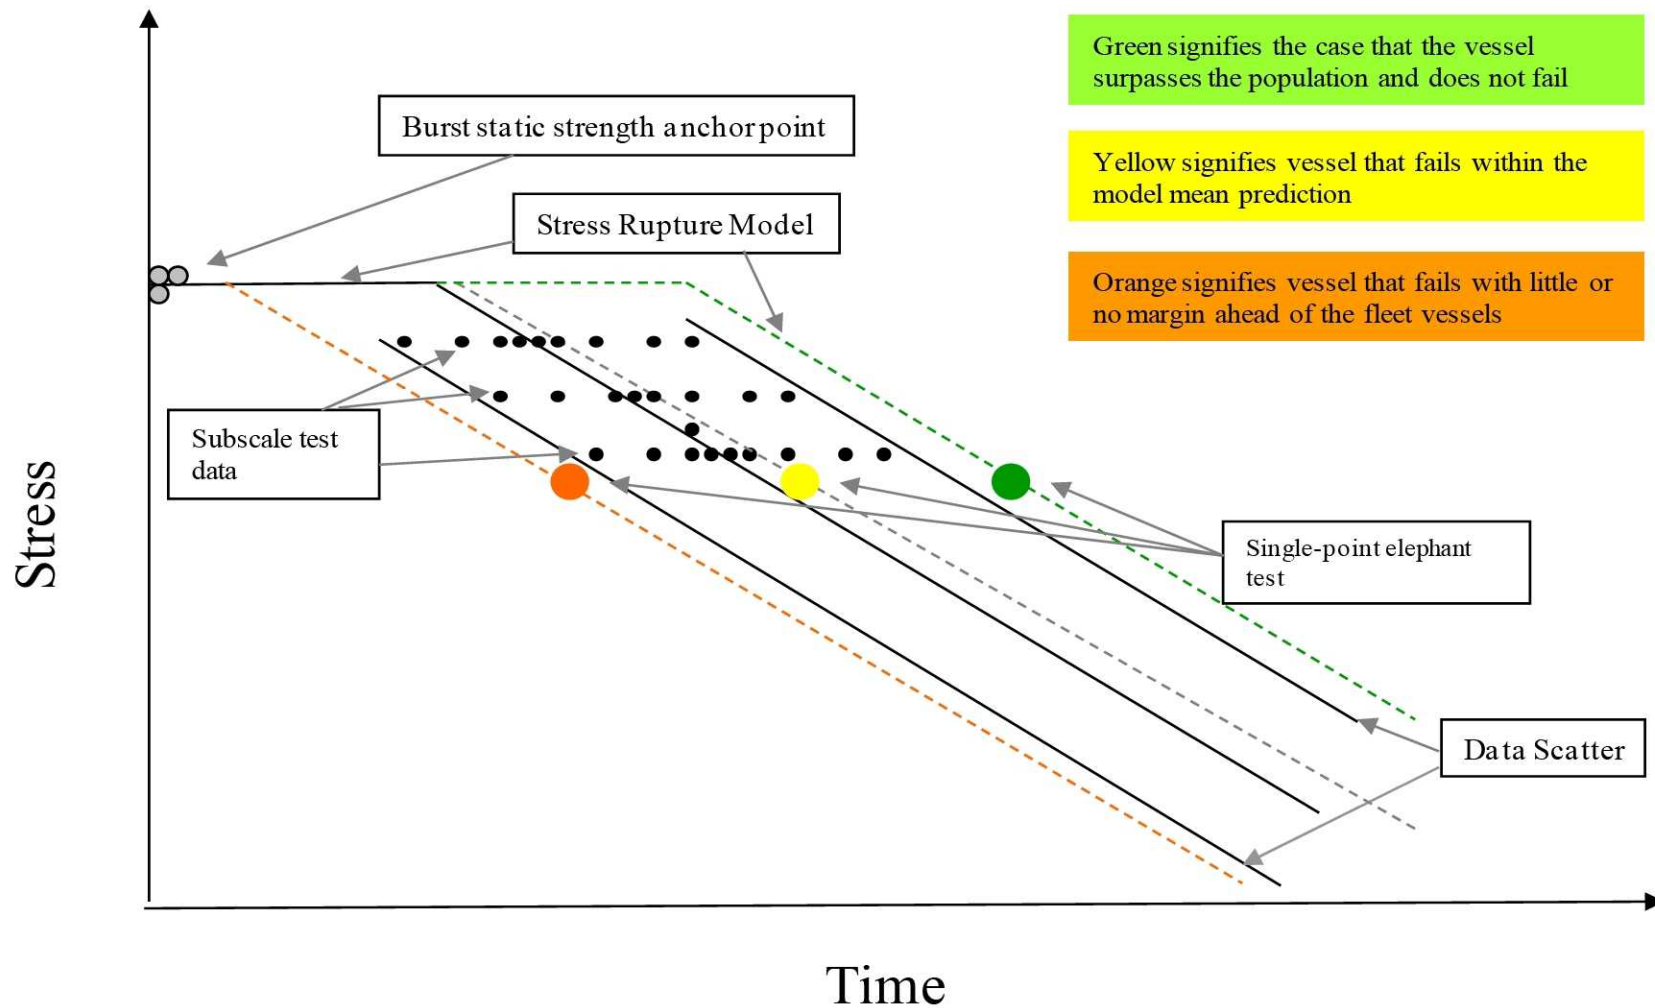 Green signifies the case that the vessel
surpasses the population and does not fail
Burst static strength anchor point
Yellow signifies vessel that fails within the
model mean prediction
Stress Rupture Model
Orange signifies vessel that fails with little or
no margin ahead of the fleet vessels
Subscale test
data
Stress
Single-point elephant
test
Data Scatter
Time